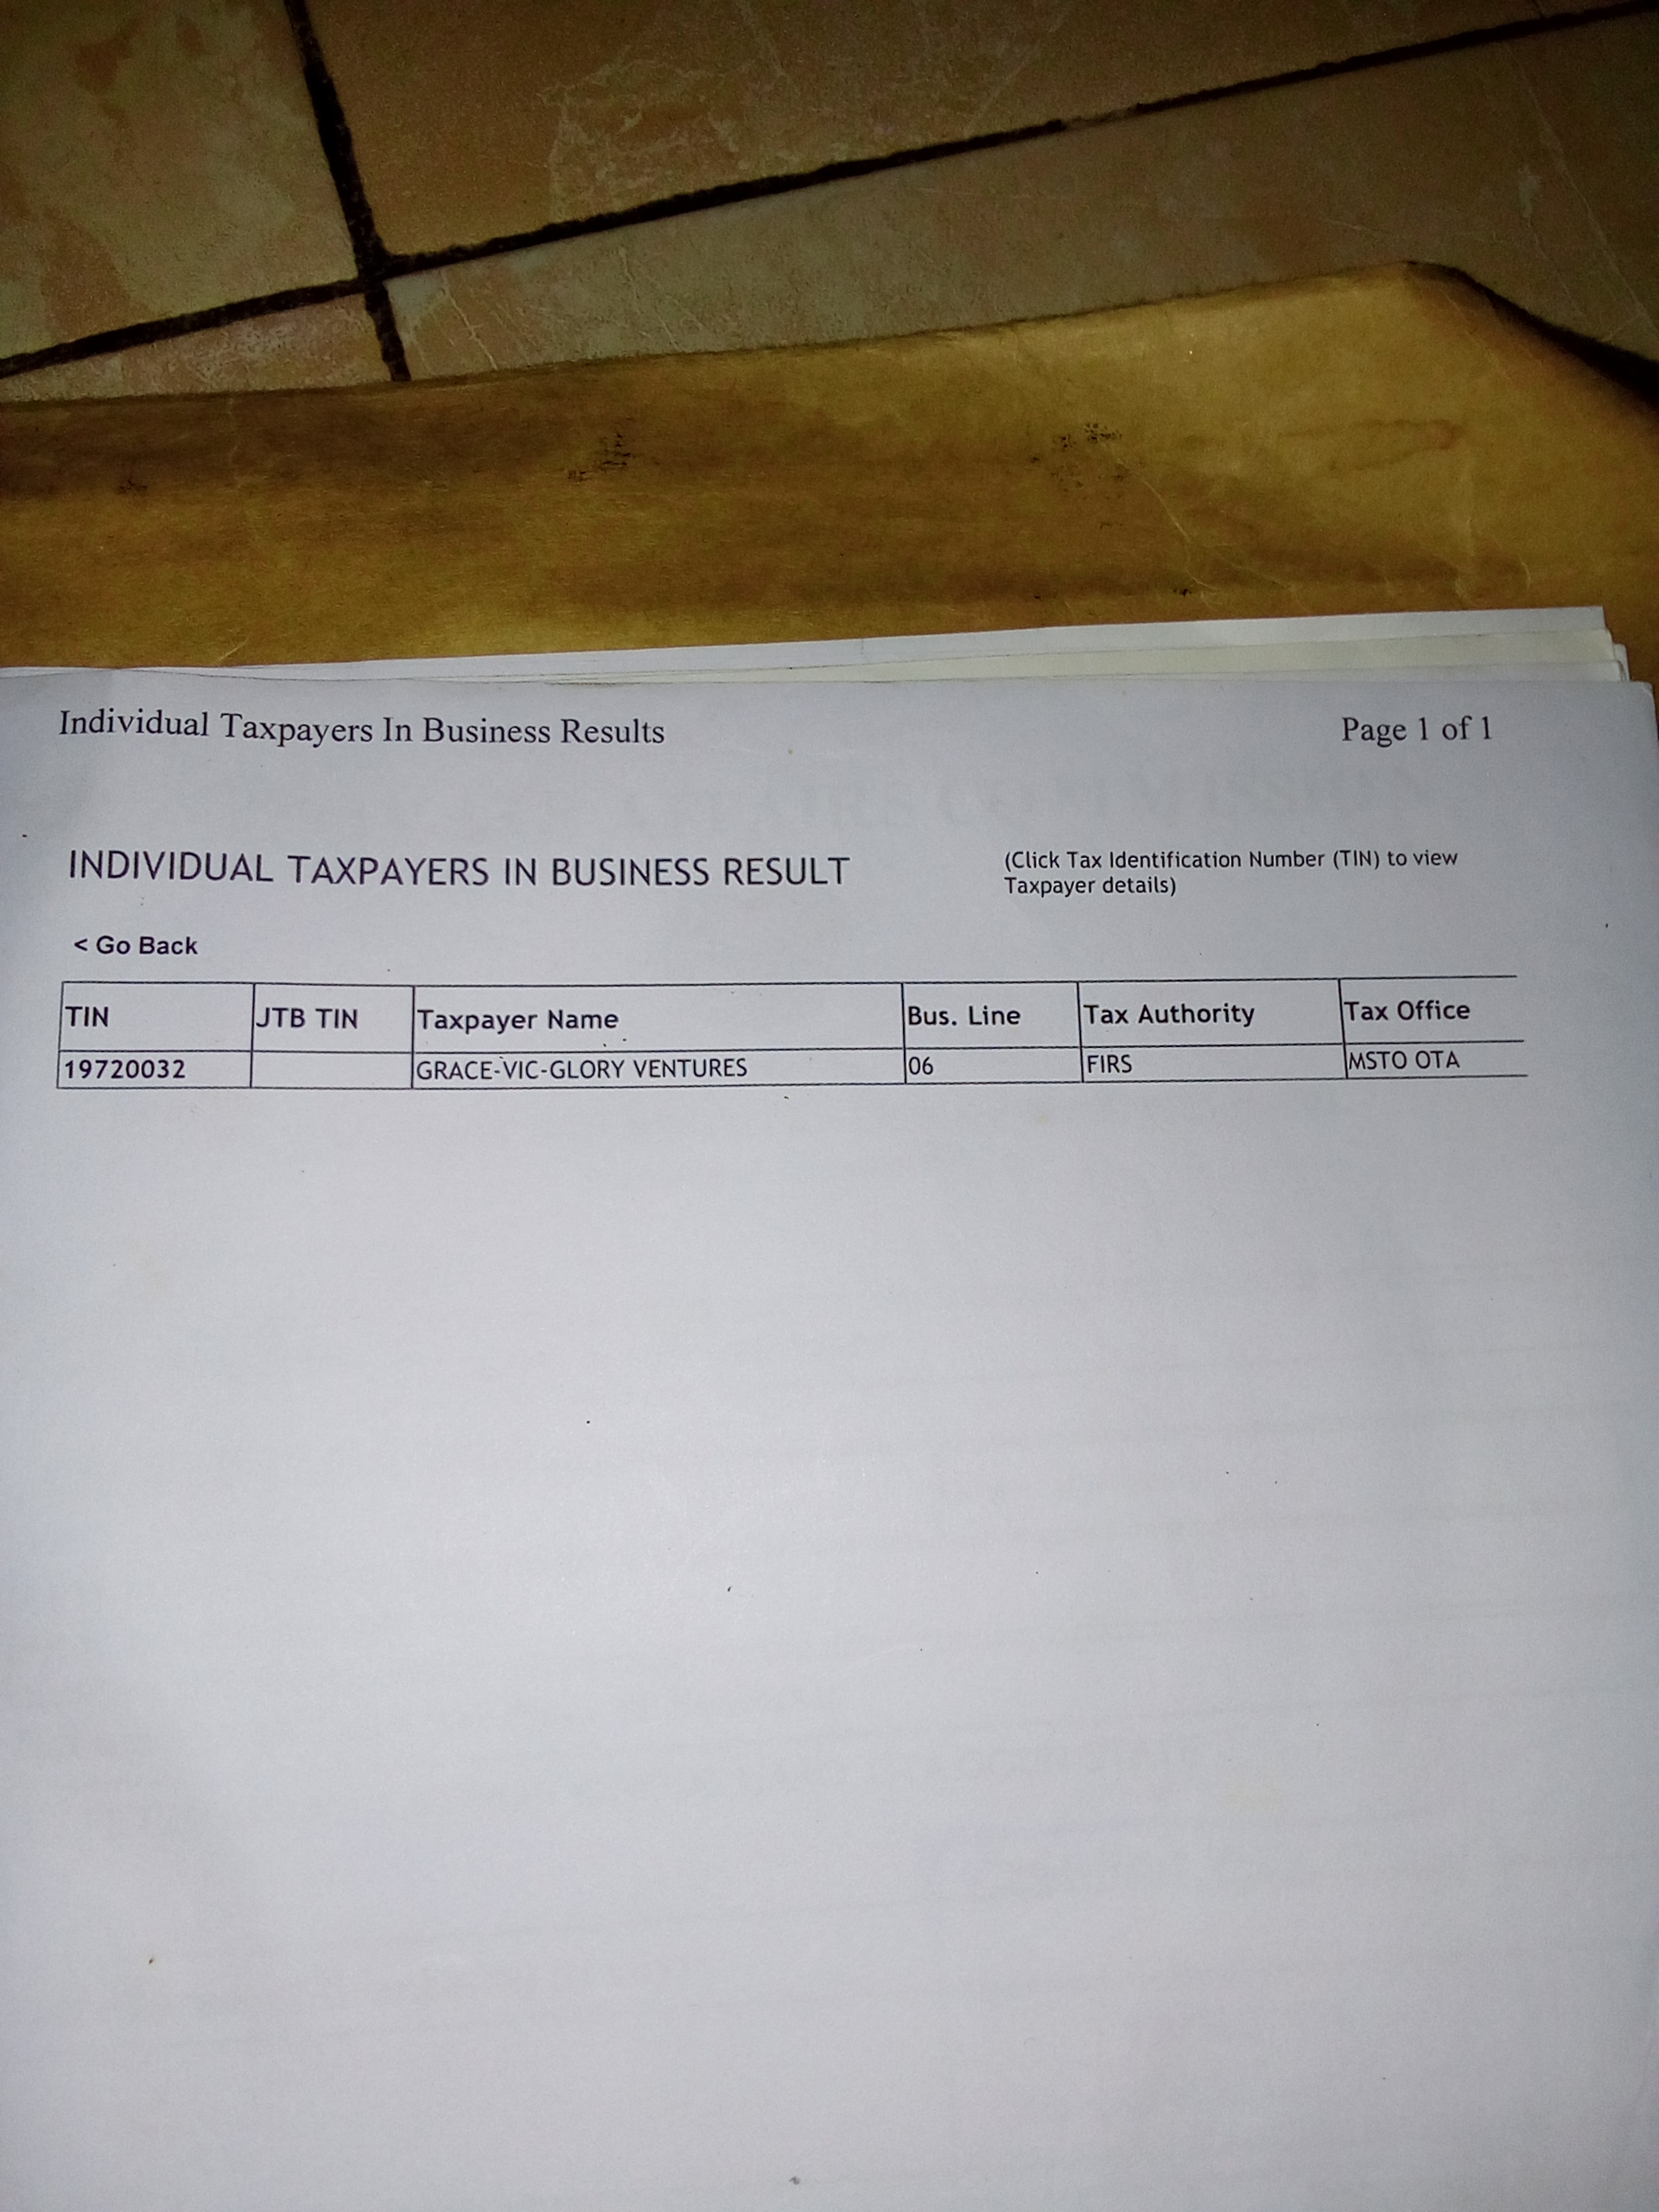 Individual Taxpayers In Business Results Page 1 of 1
INDIVIDUAL TAXPAYERS IN BUSINESS RESULT
(Click Tax Identification Number (TIN) to view
Taxpayer details)
< Go Back
TIN JTB TIN Taxpayer Name Bus. Line Tax Authority Tax Office
19720032 GRACE-VIC-GLORY VENTURES 06 FIRS MSTO OTA